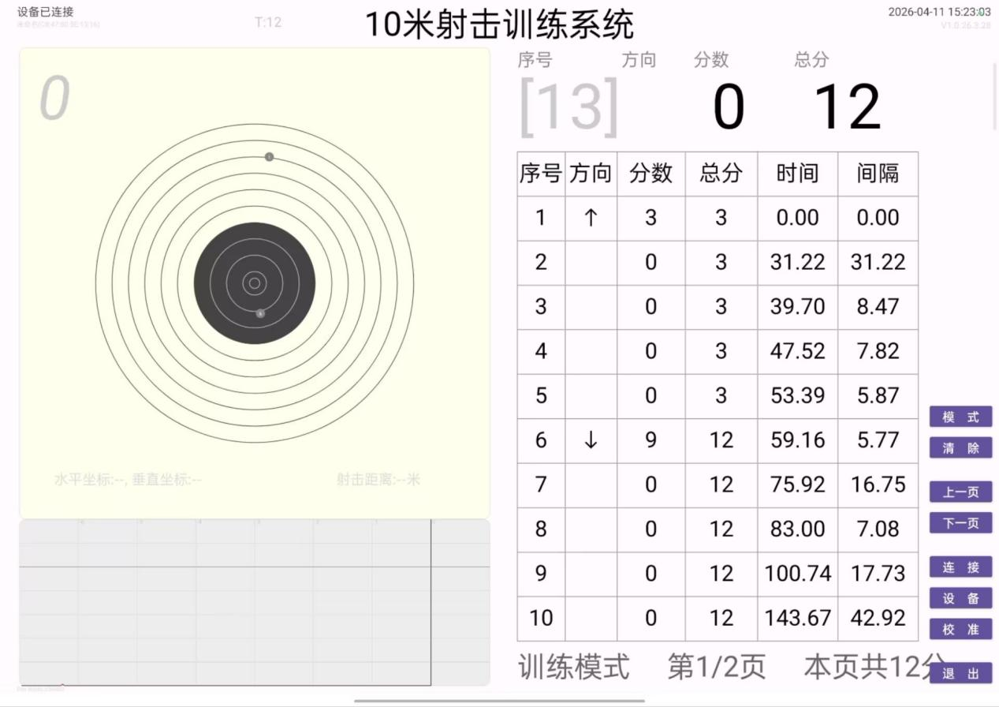 设备已连接
T:12
10米射击训练系统
2026-04-11 15:23:03
V1.0.26.3.28
0
水平坐标:--, 垂直坐标:--
射击距离:--米
序号 方向 分数 总分
[13] 0 12
序号 方向 分数 总分 时间 间隔
1 ↑ 3 3 0.00 0.00
2 0 3 31.22 31.22
3 0 3 39.70 8.47
4 0 3 47.52 7.82
5 0 3 53.39 5.87
6 ↓ 9 12 59.16 5.77
7 0 12 75.92 16.75
8 0 12 83.00 7.08
9 0 12 100.74 17.73
10 0 12 143.67 42.92
训练模式 第1/2页 本页共12分
模 式
清 除
上一页
下一页
连 接
设 备
校 准
退 出